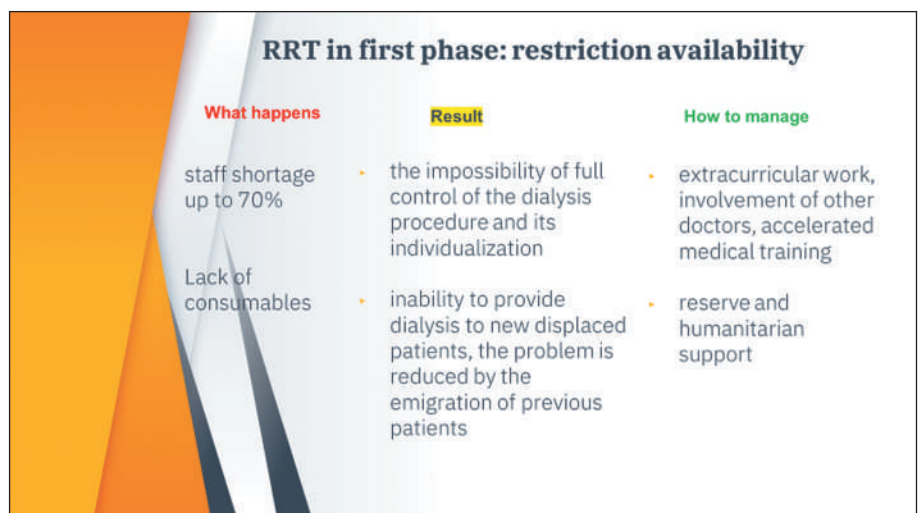 RRT in first phase: restriction availability
What happens
Result
How to manage
staff shortage
up to 70%
the impossibility of full
control of the dialysis
procedure and its
individualization
extracurricular work,
involvement of other
doctors, accelerated
medical training
Lack of
consumables
inability to provide
dialysis to new displaced
patients, the problem is
reduced by the
emigration of previous
patients
reserve and
humanitarian
support